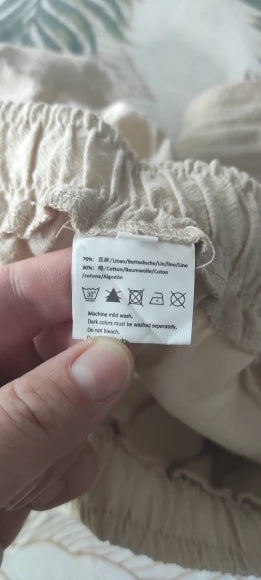 70%: 亚麻/Linen/Bettwäsche/Lin/lino/Lino
30%: 棉/Cotton/Baumwolle/Coton
/cotone/Algodón
30°
Machine mild wash.
Dark colors must be washed seperately.
Do not bleach.